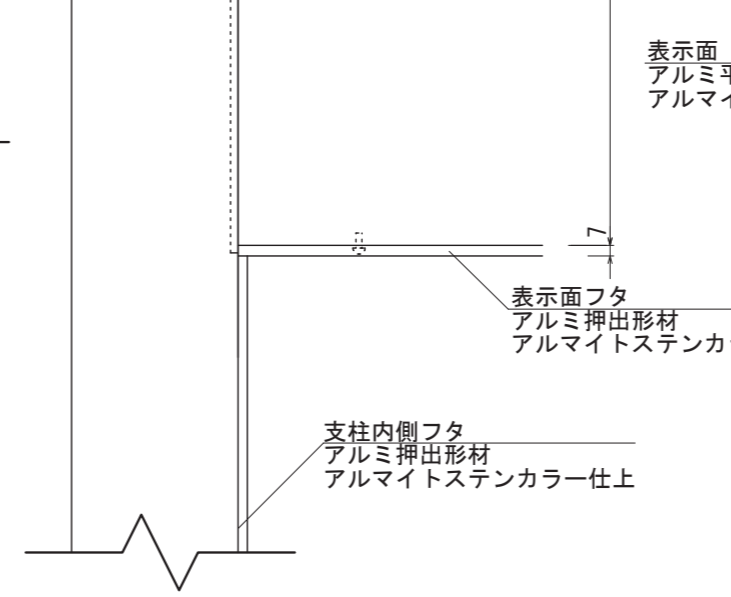 表示面
アルミ平
アルマイ
7
表示面フタ
アルミ押出形材
アルマイトステンカラ
支柱内側フタ
アルミ押出形材
アルマイトステンカラー仕上